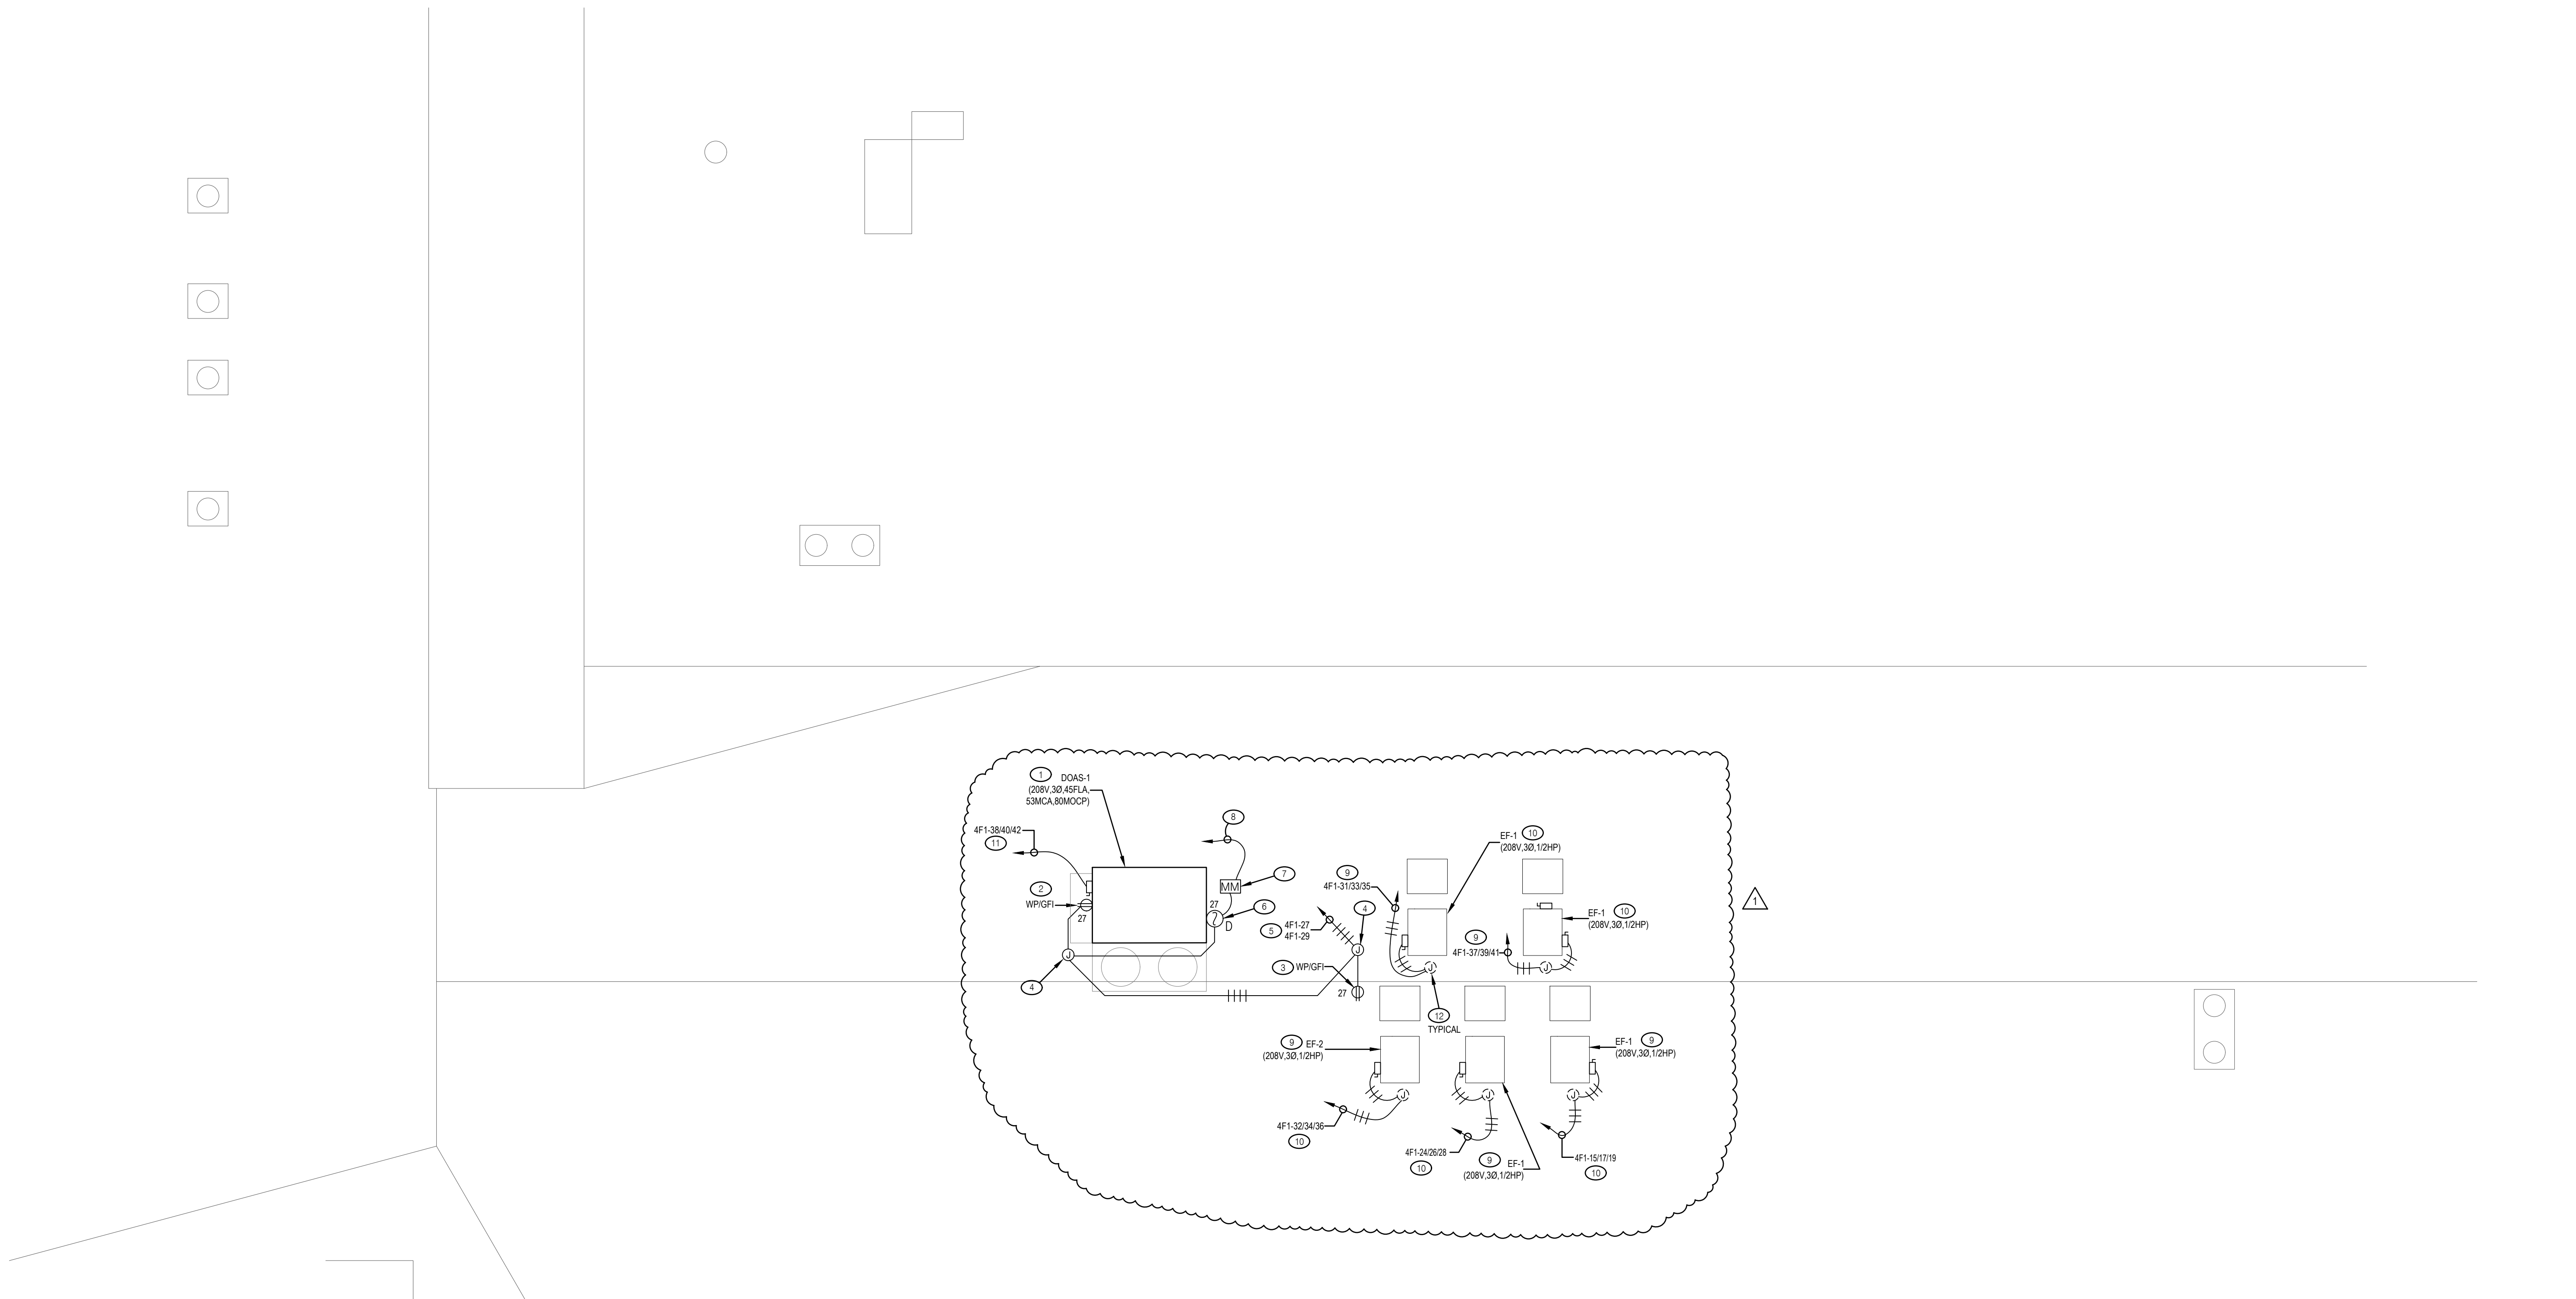 1 DOAS-1
(208V,3Ø,45FLA,
53MCA,80MOCP)
8
4F1-38/40/42
11
EF-1 10
(208V,3Ø,1/2HP)
2
WP/GFI
27
MM
7
27
6
D
9
4F1-31/33/35
4
5 4F1-27
4F1-29
EF-1 10
(208V,3Ø,1/2HP)
1
9
4F1-37/39/41
J
J
4
3 WP/GFI
27
J
J
12
TYPICAL
9 EF-2
(208V,3Ø,1/2HP)
EF-1 9
(208V,3Ø,1/2HP)
J
J
J
4F1-32/34/36
10
4F1-24/26/28
10
9 EF-1
(208V,3Ø,1/2HP)
4F1-15/17/19
10